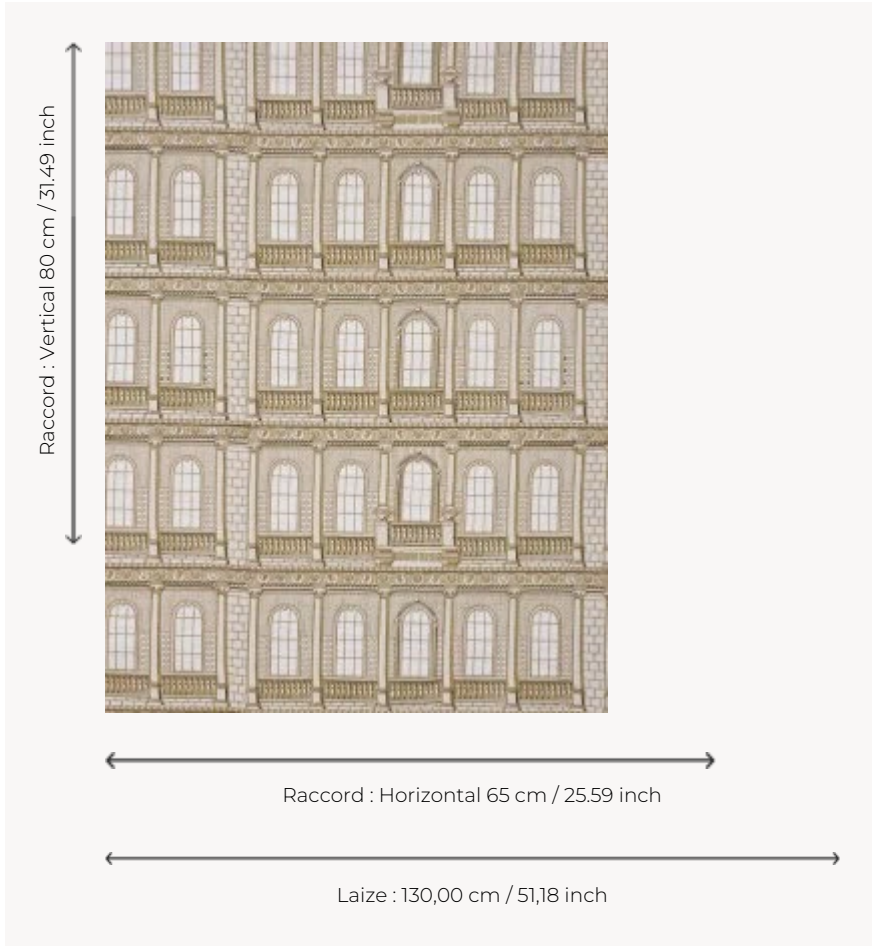 Raccord : Vertical 80 cm / 31.49 inch
Raccord : Horizontal 65 cm / 25.59 inch
Laize : 130,00 cm / 51,18 inch